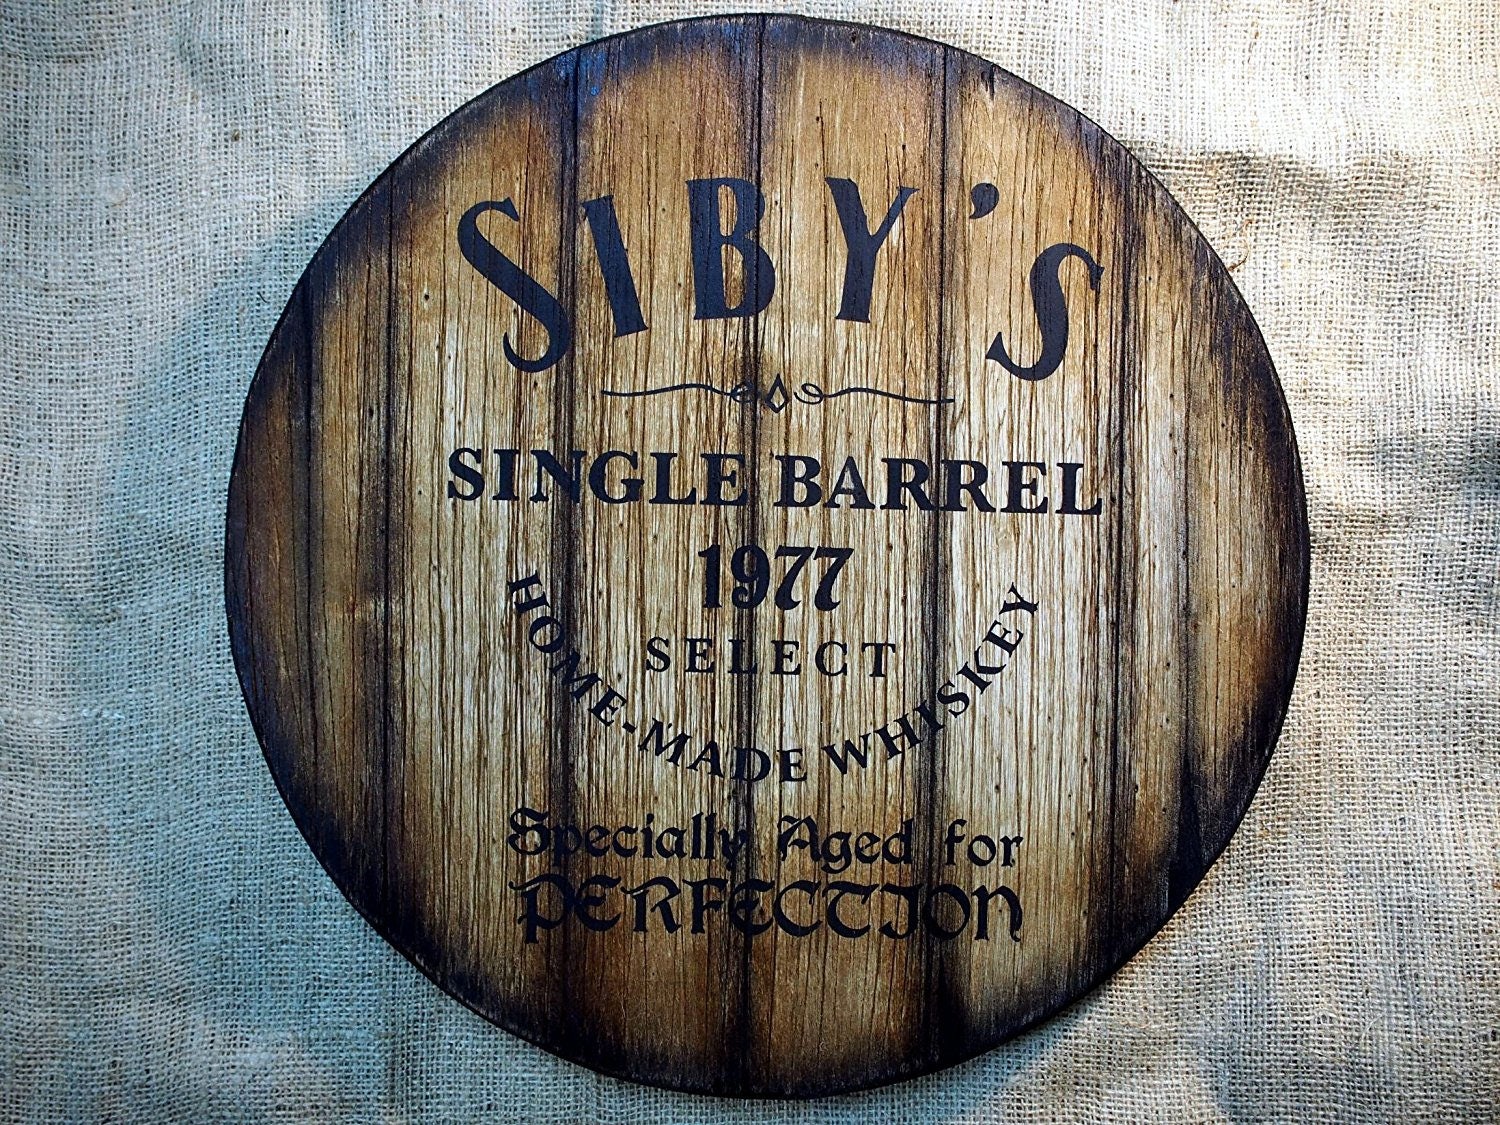 SIBY'S
SINGLE BARREL
1977
SELECT
HOME-MADE WHISKEY
Specially Aged for
PERFECTION